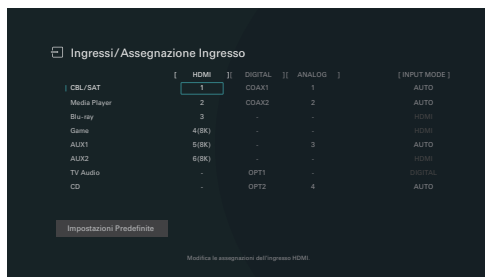 Ingressi/Assegnazione Ingresso
[ HDMI ][ DIGITAL ][ ANALOG ] [ INPUT MODE ]
CBL/SAT 1 COAX1 1 AUTO
Media Player 2 COAX2 2 AUTO
Blu-ray 3 - - HDMI
Game 4(8K) - - AUTO
AUX1 5(8K) - 3 AUTO
AUX2 6(8K) - - HDMI
TV Audio - OPT1 - DIGITAL
CD - OPT2 4 AUTO
Impostazioni Predefinite
Modifica le assegnazioni dell'ingresso HDMI.